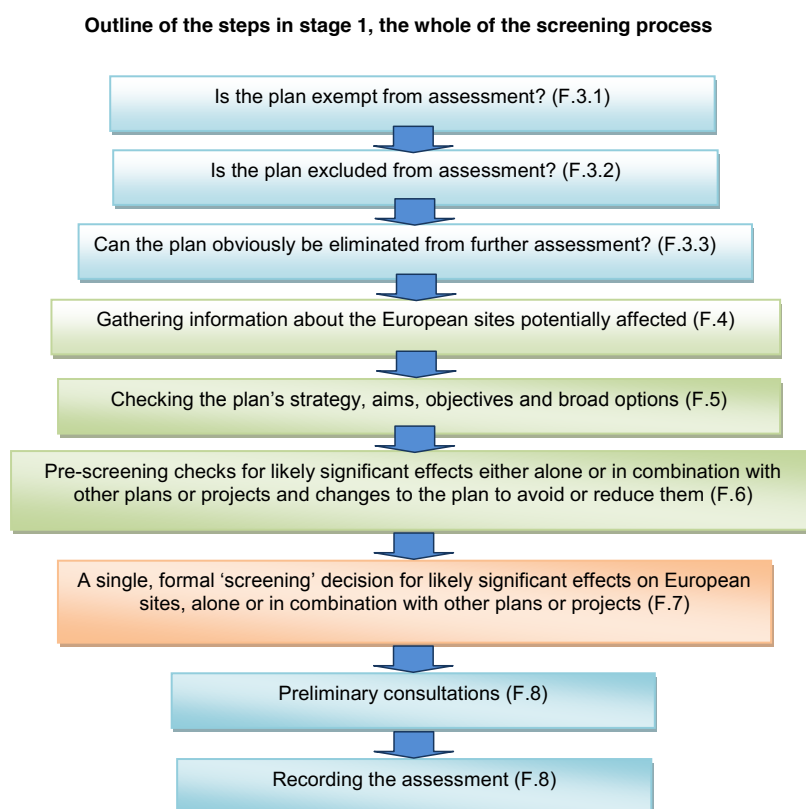 Outline of the steps in stage 1, the whole of the screening process
Is the plan exempt from assessment? (F.3.1)
Is the plan excluded from assessment? (F.3.2)
Can the plan obviously be eliminated from further assessment? (F.3.3)
Gathering information about the European sites potentially affected (F.4)
Checking the plan’s strategy, aims, objectives and broad options (F.5)
Pre-screening checks for likely significant effects either alone or in combination with
other plans or projects and changes to the plan to avoid or reduce them (F.6)
A single, formal ‘screening’ decision for likely significant effects on European
sites, alone or in combination with other plans or projects (F.7)
Preliminary consultations (F.8)
Recording the assessment (F.8)